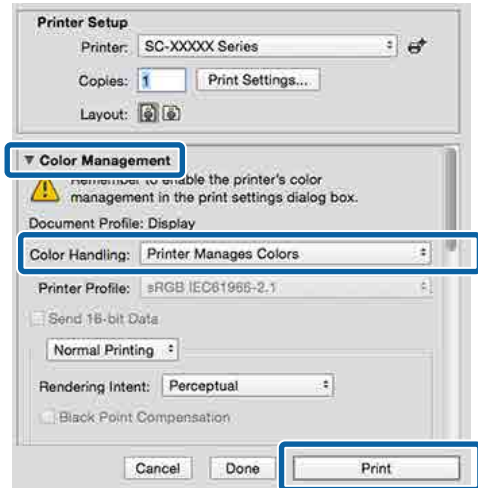 Printer Setup
Printer: SC-XXXXX Series
Copies: 1 Print Settings...
Layout:
▼ Color Management
Remember to enable the printer's color
management in the print settings dialog box.
Document Profile: Display
Color Handling: Printer Manages Colors
Printer Profile: sRGB IEC61966-2.1
Send 16-bit Data
Normal Printing
Rendering Intent: Perceptual
Black Point Compensation
Cancel Done Print